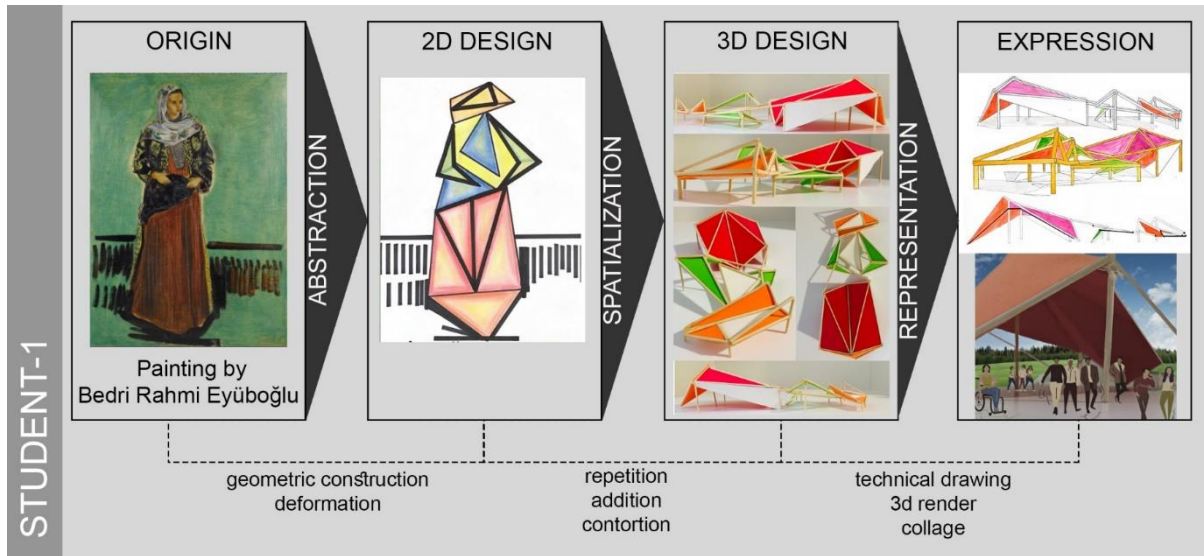 STUDENT-1
ORIGIN
Painting by
Bedri Rahmi Eyüboğlu
ABSTRACTION
2D DESIGN
SPATIALIZATION
3D DESIGN
REPRESENTATION
EXPRESSION
geometric construction
deformation
repetition
addition
contortion
technical drawing
3d render
collage